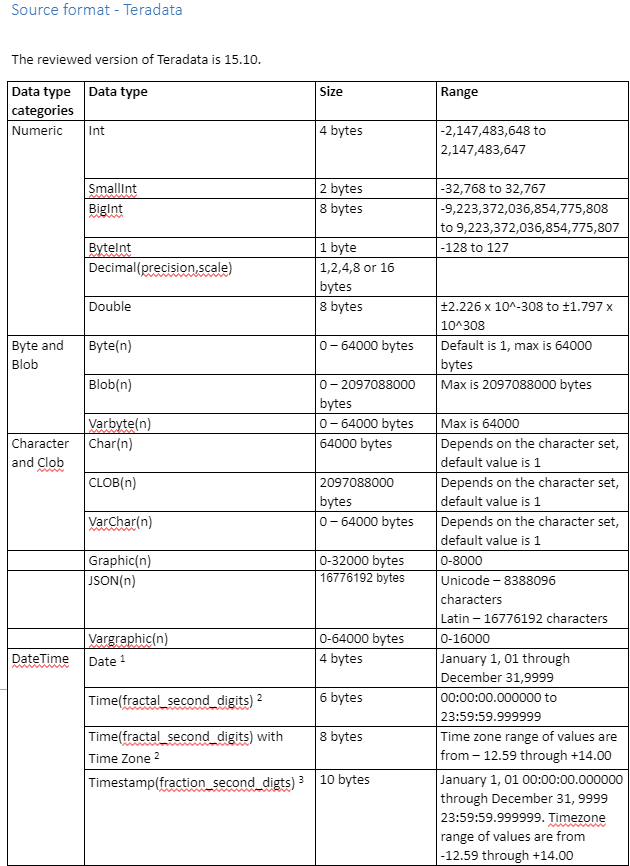 Source format - Teradata
The reviewed version of Teradata is 15.10.
Data type categories Data type Size Range
Numeric Int 4 bytes -2,147,483,648 to 2,147,483,647
SmallInt 2 bytes -32,768 to 32,767
BigInt 8 bytes -9,223,372,036,854,775,808 to 9,223,372,036,854,775,807
ByteInt 1 byte -128 to 127
Decimal(precision,scale) 1,2,4,8 or 16 bytes
Double 8 bytes ±2.226 x 10^-308 to ±1.797 x 10^308
Byte and Blob Byte(n) 0 – 64000 bytes Default is 1, max is 64000 bytes
Blob(n) 0 – 2097088000 bytes Max is 2097088000 bytes
Varbyte(n) 0 – 64000 bytes Max is 64000
Character and Clob Char(n) 64000 bytes Depends on the character set, default value is 1
CLOB(n) 2097088000 bytes Depends on the character set, default value is 1
VarChar(n) 0 – 64000 bytes Depends on the character set, default value is 1
Graphic(n) 0-32000 bytes 0-8000
JSON(n) 16776192 bytes Unicode – 8388096 characters Latin – 16776192 characters
Vargraphic(n) 0-64000 bytes 0-16000
DateTime Date 1 4 bytes January 1, 01 through December 31,9999
Time(fractal_second_digits) 2 6 bytes 00:00:00.000000 to 23:59:59.999999
Time(fractal_second_digits) with Time Zone 2 8 bytes Time zone range of values are from – 12.59 through +14.00
Timestamp(fraction_second_digts) 3 10 bytes January 1, 01 00:00:00.000000 through December 31, 9999 23:59:59.999999. Timezone range of values are from -12.59 through +14.00